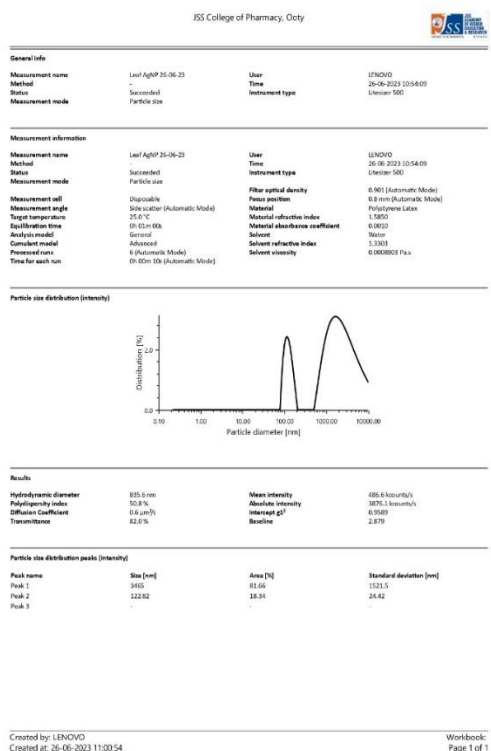 JSS College of Pharmacy, Ooty
JSS
ACADEMY
OF HIGHER
EDUCATION
& RESEARCH
General info
Measurement name Leaf AgNP 26-06-23 User LENOVO
Method - Time 26-06-2023 10:54:09
Status Succeeded Instrument type Litesizer 500
Measurement mode Particle size
Measurement information
Measurement name Leaf AgNP 26-06-23 User LENOVO
Method - Time 26-06-2023 10:54:09
Status Succeeded Instrument type Litesizer 500
Measurement mode Particle size
Filter optical density 0.901 (Automatic Mode)
Measurement cell Disposable Focus position 0.8 mm (Automatic Mode)
Measurement angle Side scatter (Automatic Mode) Material Polystyrene Latex
Target temperature 25.0 °C Material refractive index 1.5850
Equilibration time 0h 01m 00s Material absorbance coefficient 0.0010
Analysis model General Solvent Water
Cumulant model Advanced Solvent refractive index 1.3303
Processed runs 6 (Automatic Mode) Solvent viscosity 0.0008903 Pa.s
Time for each run 0h 00m 10s (Automatic Mode)
Particle size distribution (intensity)
Distribution [%]
2.0
0.0
0.10 1.00 10.00 100.00 1000.00 10000.00
Particle diameter [nm]
Results
Hydrodynamic diameter 835.6 nm Mean intensity 486.6 kcounts/s
Polydispersity index 50.8 % Absolute intensity 3876.1 kcounts/s
Diffusion Coefficient 0.6 µm²/s Intercept g1² 0.9589
Transmittance 82.0 % Baseline 2.879
Particle size distribution peaks (intensity)
Peak name Size [nm] Area [%] Standard deviation [nm]
Peak 1 3465 81.66 1521.5
Peak 2 122.82 18.34 24.42
Peak 3 - - -
Created by: LENOVO Workbook:
Created at: 26-06-2023 11:00:54 Page 1 of 1